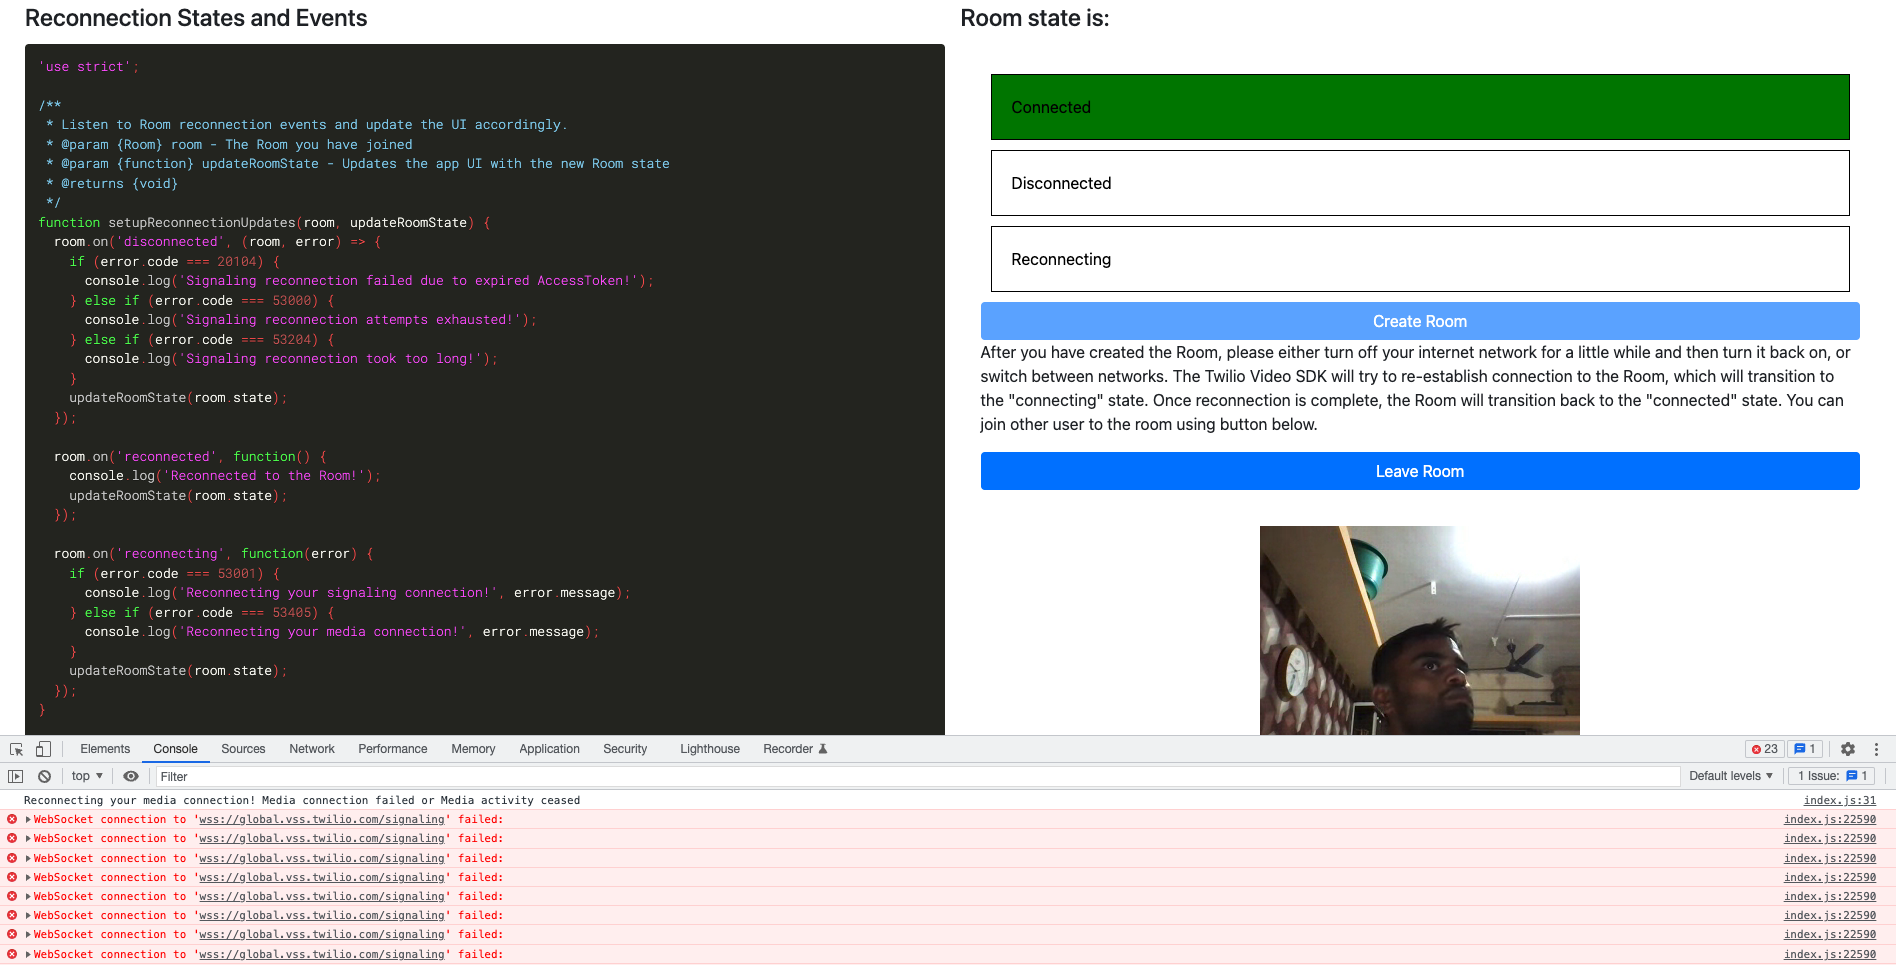 Reconnection States and Events
'use strict';
/**
* Listen to Room reconnection events and update the UI accordingly.
* @param {Room} room - The Room you have joined
* @param {function} updateRoomState - Updates the app UI with the new Room state
* @returns {void}
*/
function setupReconnectionUpdates(room, updateRoomState) {
room.on('disconnected', (room, error) => {
if (error.code === 20104) {
console.log('Signaling reconnection failed due to expired AccessToken!');
} else if (error.code === 53000) {
console.log('Signaling reconnection attempts exhausted!');
} else if (error.code === 53204) {
console.log('Signaling reconnection took too long!');
}
updateRoomState(room.state);
});
room.on('reconnected', function() {
console.log('Reconnected to the Room!');
updateRoomState(room.state);
});
room.on('reconnecting', function(error) {
if (error.code === 53001) {
console.log('Reconnecting your signaling connection!', error.message);
} else if (error.code === 53405) {
console.log('Reconnecting your media connection!', error.message);
}
updateRoomState(room.state);
});
}
Room state is:
Connected
Disconnected
Reconnecting
Create Room
After you have created the Room, please either turn off your internet network for a little while and then turn it back on, or
switch between networks. The Twilio Video SDK will try to re-establish connection to the Room, which will transition to
the "connecting" state. Once reconnection is complete, the Room will transition back to the "connected" state. You can
join other user to the room using button below.
Leave Room
Elements Console Sources Network Performance Memory Application Security Lighthouse Recorder 23 1
top Filter Default levels 1 Issue: 1
Reconnecting your media connection! Media connection failed or Media activity ceased index.js:31
WebSocket connection to 'wss://global.vss.twilio.com/signaling' failed: index.js:22590
WebSocket connection to 'wss://global.vss.twilio.com/signaling' failed: index.js:22590
WebSocket connection to 'wss://global.vss.twilio.com/signaling' failed: index.js:22590
WebSocket connection to 'wss://global.vss.twilio.com/signaling' failed: index.js:22590
WebSocket connection to 'wss://global.vss.twilio.com/signaling' failed: index.js:22590
WebSocket connection to 'wss://global.vss.twilio.com/signaling' failed: index.js:22590
WebSocket connection to 'wss://global.vss.twilio.com/signaling' failed: index.js:22590
WebSocket connection to 'wss://global.vss.twilio.com/signaling' failed: index.js:22590